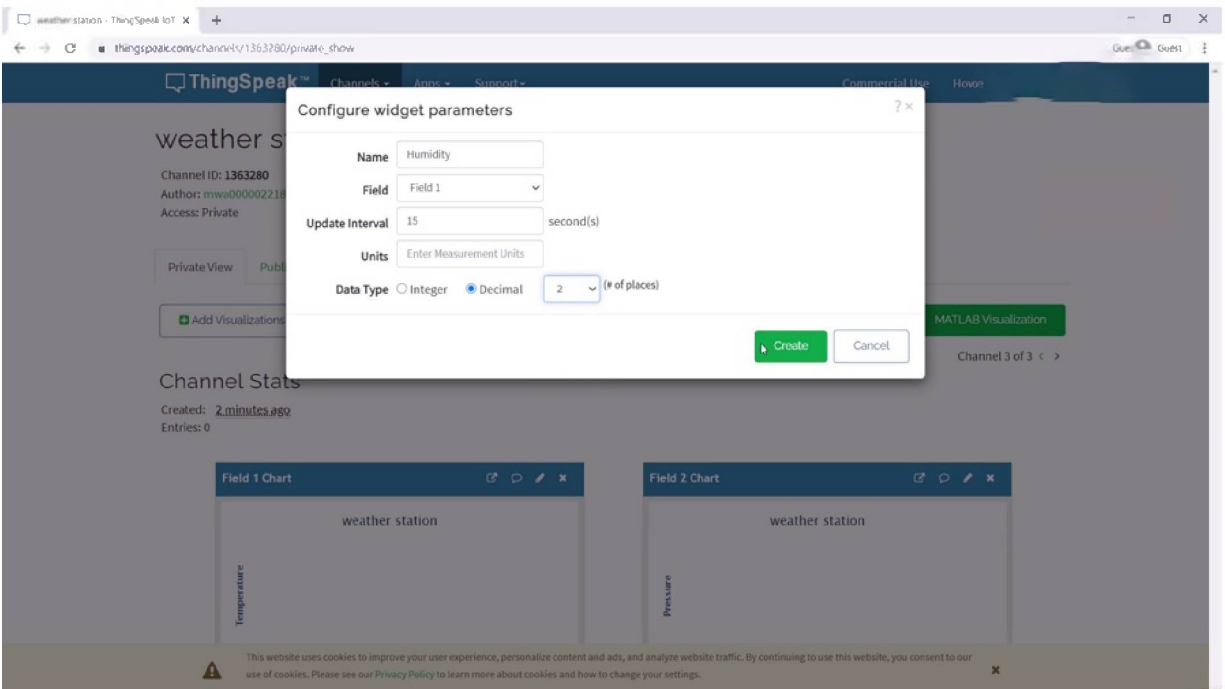 weather station - ThingSpeak IoT
thingspeak.com/channels/1363280/private_show
Guest
ThingSpeak™
Channels
Apps
Support
Commercial Use
Configure widget parameters
? ×
weather s
Name Humidity
Channel ID: 1363280
Field Field 1
Author: mwa000002218
Access: Private
Update Interval 15 second(s)
Units Enter Measurement Units
Private View
Publ
Data Type Integer Decimal 2 (# of places)
Add Visualizations
MATLAB Visualization
Create
Cancel
Channel 3 of 3 < >
Channel Stats
Created: 2 minutes ago
Entries: 0
Field 1 Chart
Field 2 Chart
weather station
weather station
Temperature
Pressure
This website uses cookies to improve your user experience, personalize content and ads, and analyze website traffic. By continuing to use this website, you consent to our
use of cookies. Please see our Privacy Policy to learn more about cookies and how to change your settings.